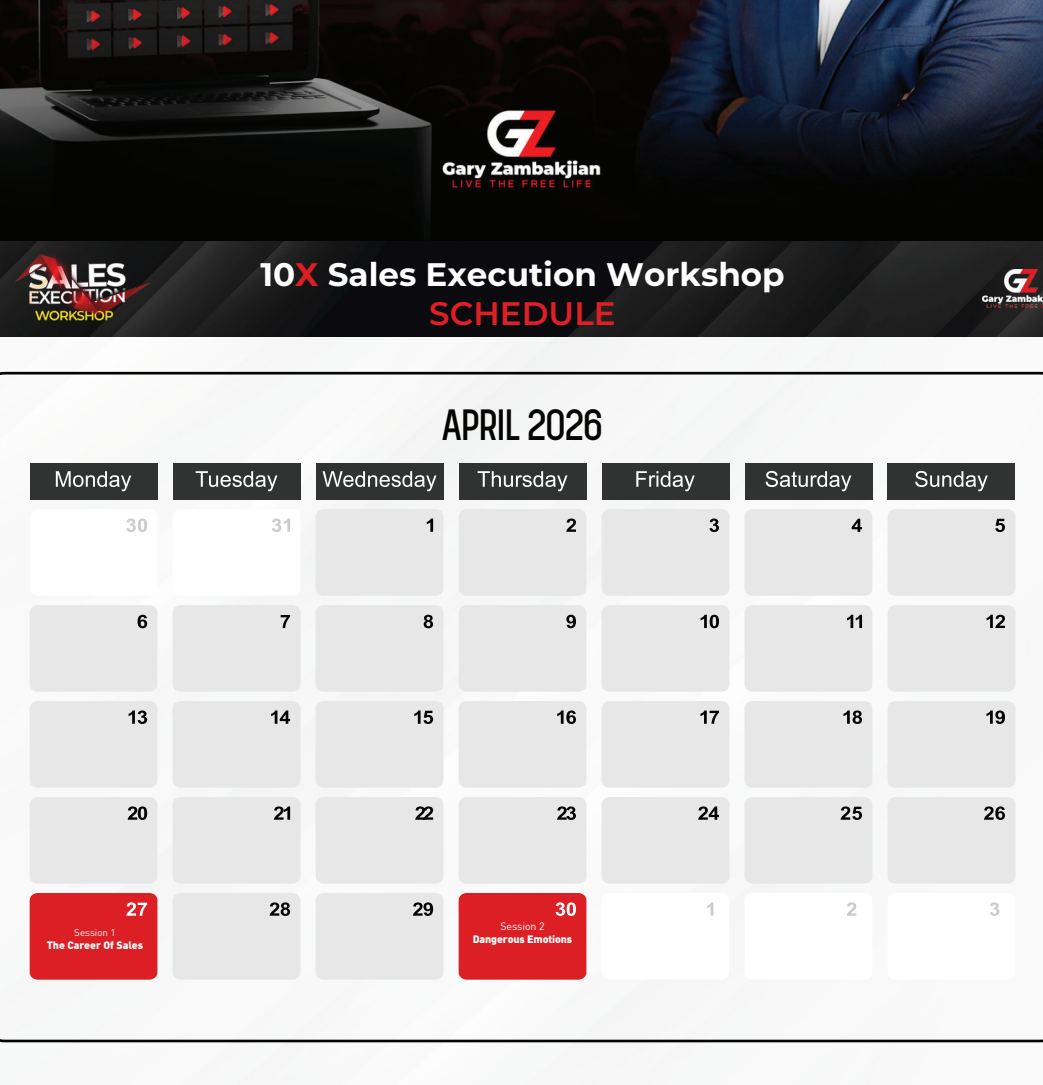 GZ
Gary Zambakjian
LIVE THE FREE LIFE
SALES
EXECUTION
WORKSHOP
10X Sales Execution Workshop
SCHEDULE
GZ
Gary Zambak
LIVE THE FREE
APRIL 2026
Monday Tuesday Wednesday Thursday Friday Saturday Sunday
30 31 1 2 3 4 5
6 7 8 9 10 11 12
13 14 15 16 17 18 19
20 21 22 23 24 25 26
27 28 29 30 1 2 3
Session 1
The Career Of Sales
Session 2
Dangerous Emotions